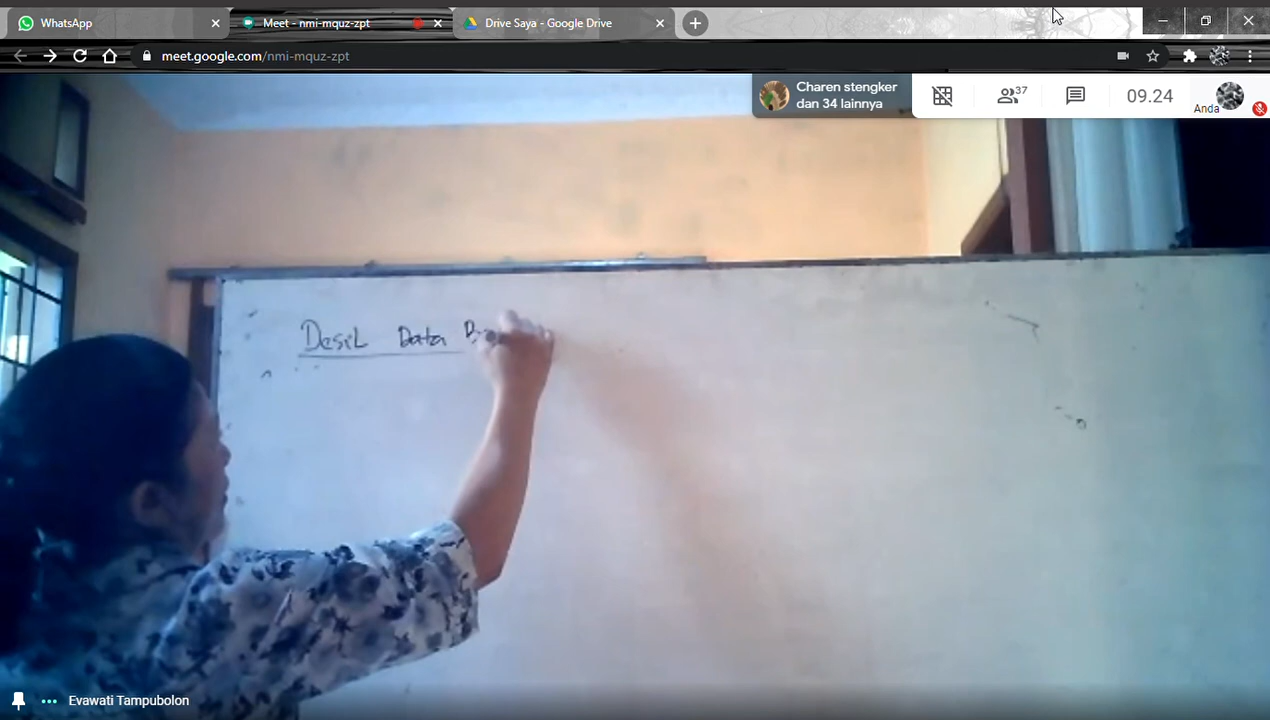 WhatsApp
Meet - nmi-mquz-zpt
Drive Saya - Google Drive
meet.google.com/nmi-mquz-zpt
Charen stengker
dan 34 lainnya
37
09.24
Anda
Desil Data
Evawati Tampubolon